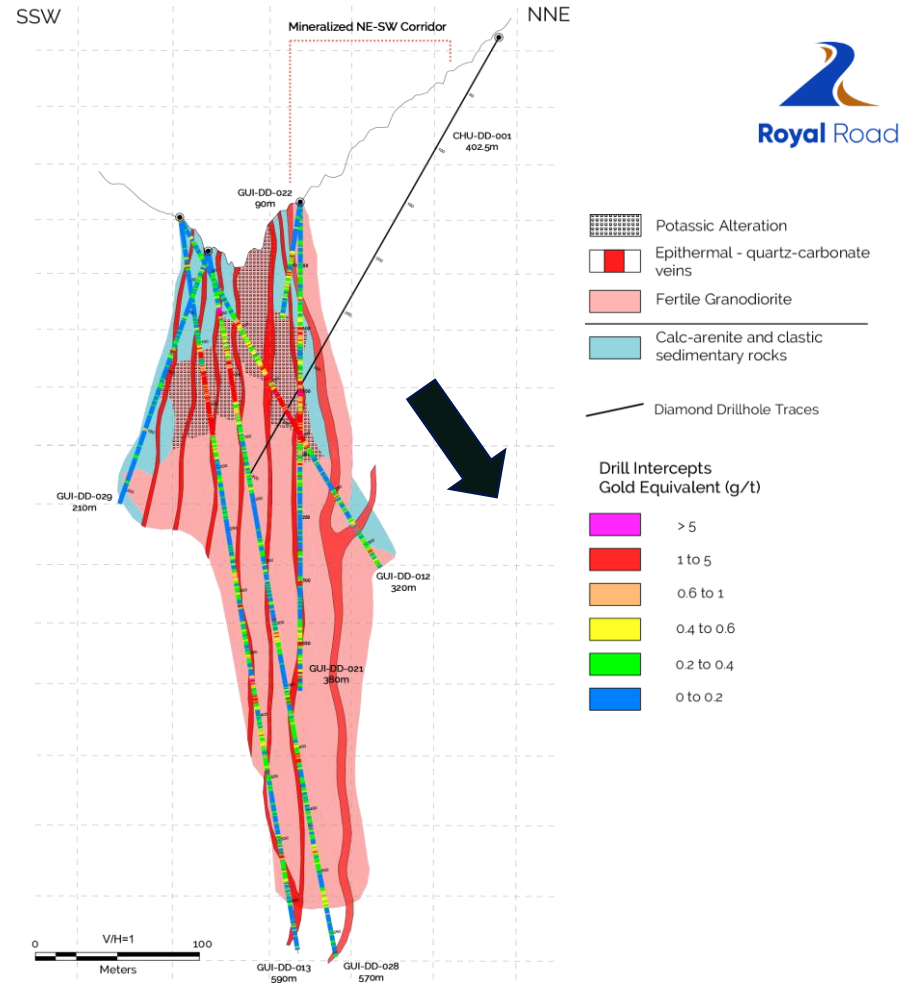 SSW
NNE
Mineralized NE-SW Corridor
CHU-DD-001
402.5m
GUI-DD-022
90m
GUI-DD-029
210m
GUI-DD-012
320m
GUI-DD-021
380m
GUI-DD-013
590m
GUI-DD-028
570m
V/H=1
0
100
Meters
Royal Road
Potassic Alteration
Epithermal - quartz-carbonate
veins
Fertile Granodiorite
Calc-arenite and clastic
sedimentary rocks
Diamond Drillhole Traces
Drill Intercepts
Gold Equivalent (g/t)
> 5
1 to 5
0.6 to 1
0.4 to 0.6
0.2 to 0.4
0 to 0.2